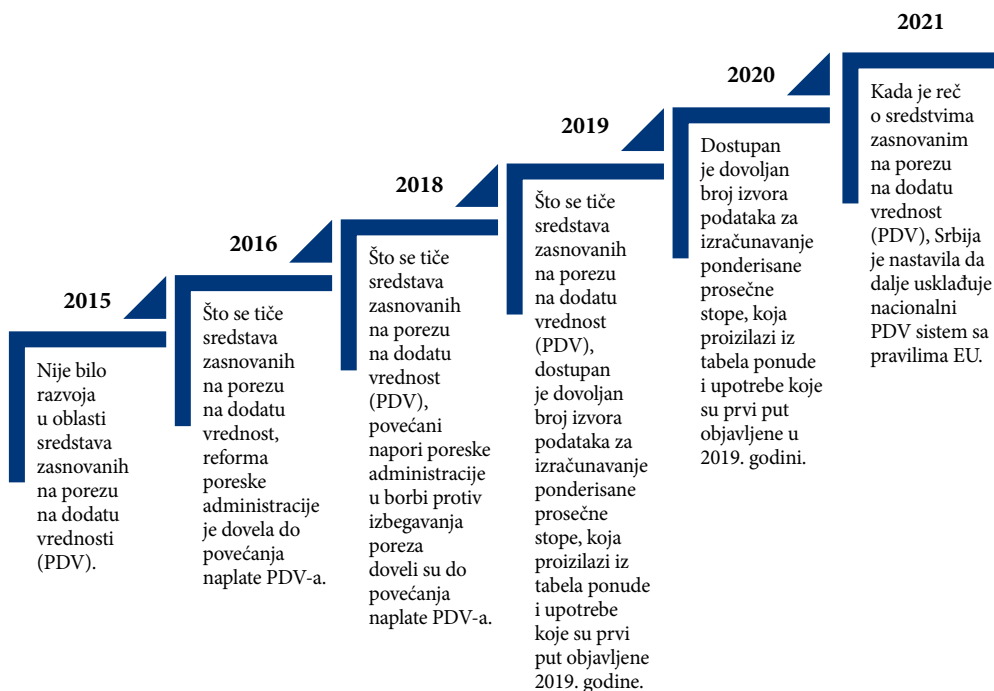 2015
Nije bilo
razvoja
u oblasti
sredstava
zasnovanih
na porezu
na dodatu
vrednosti
(PDV).
2016
Što se tiče
sredstava
zasnovanih
na porezu
na dodatu
vrednost,
reforma
poreske
administracije
je dovela do
povećanja
naplate PDV-a.
2018
Što se tiče
sredstava
zasnovanih
na porezu
na dodatu
vrednost
(PDV),
povećani
napori poreske
administracije
u borbi protiv
izbegavanja
poreza
doveli su do
povećanja
naplate PDV-a.
2019
Što se tiče
sredstava
zasnovanih
na porezu
na dodatu
vrednost
(PDV),
dostupan
je dovoljan
broj izvora
podataka za
izračunavanje
ponderisane
prosečne
stope, koja
proizilazi iz
tabela ponude
i upotrebe
koje su prvi
put objavljene
2019. godine.
2020
Dostupan
je dovoljan
broj izvora
podataka za
izračunavanje
ponderisane
prosečne
stope, koja
proizilazi iz
tabela ponude
i upotrebe koje
su prvi put
objavljene u
2019. godini.
2021
Kada je reč
o sredstvima
zasnovanim
na porezu
na dodatu
vrednost
(PDV), Srbija
je nastavila da
dalje usklađuje
nacionalni
PDV sistem sa
pravilima EU.